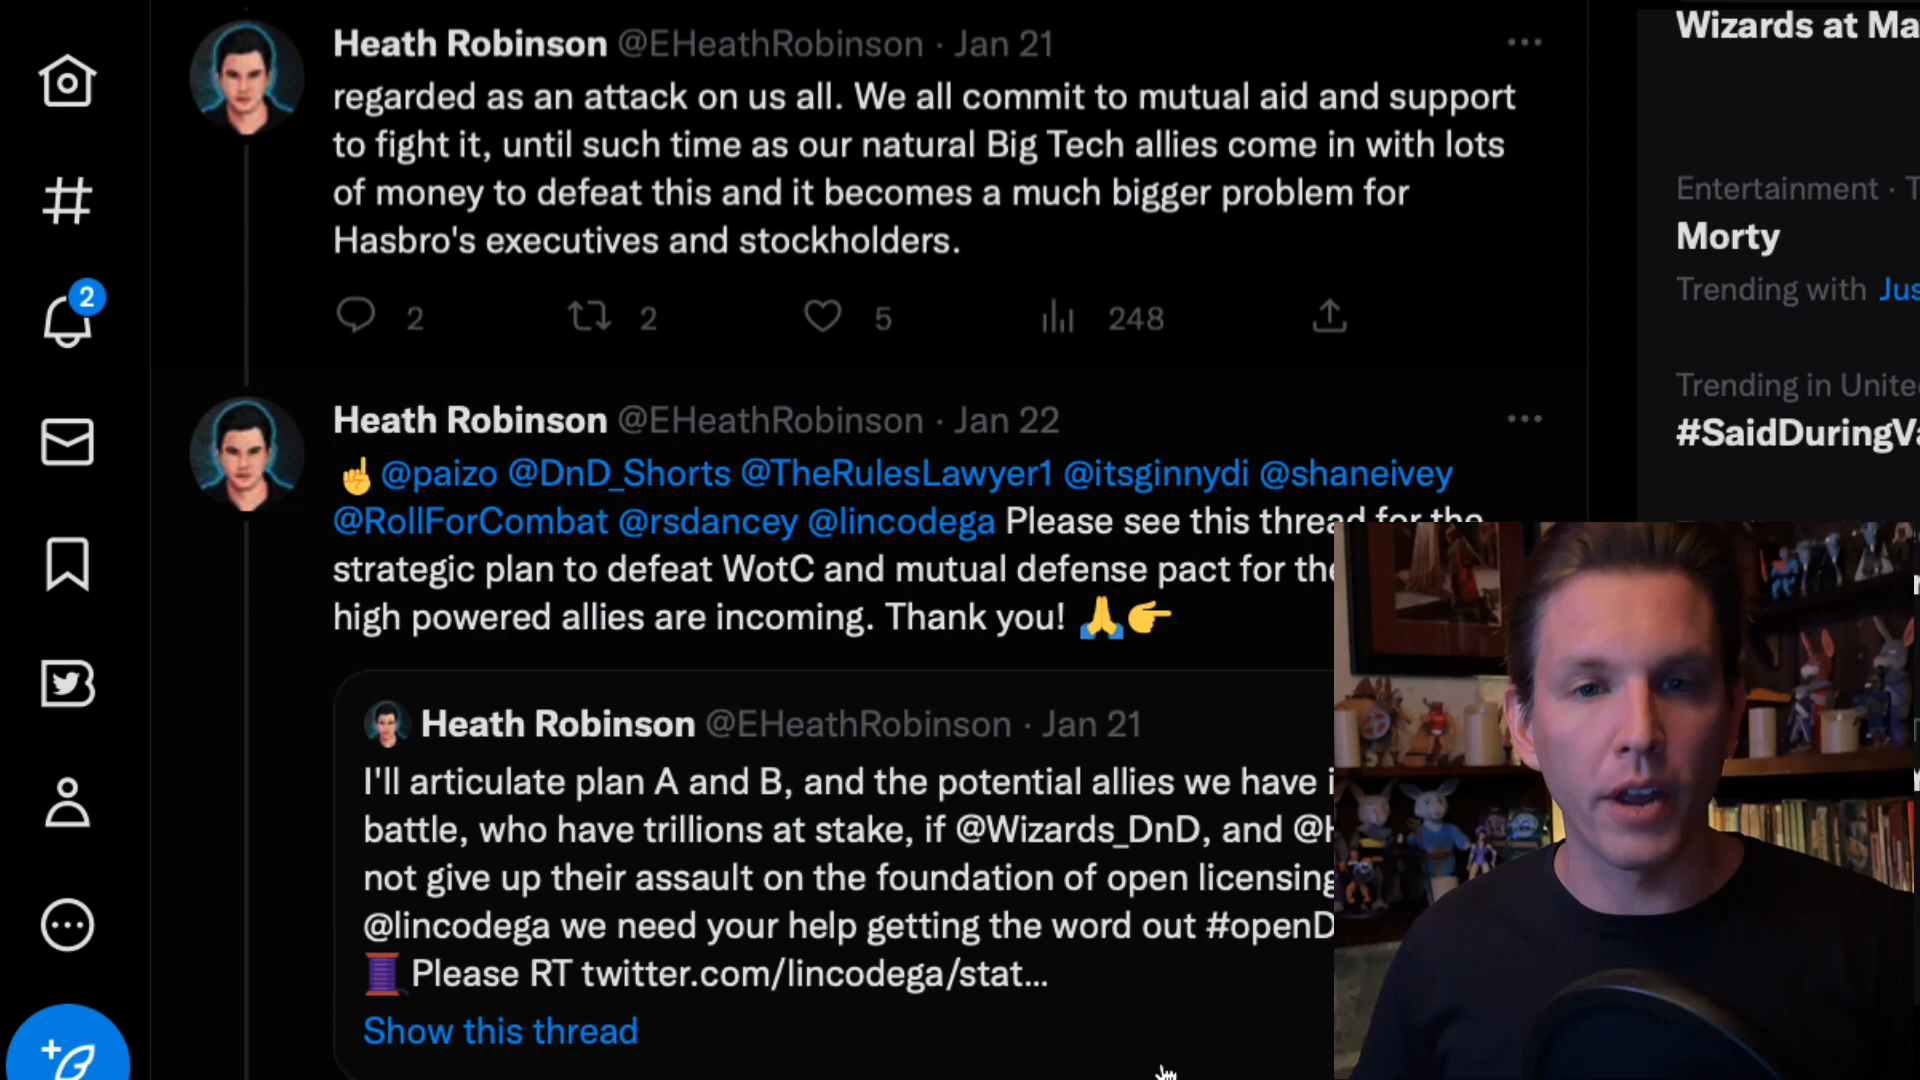 Heath Robinson @EHeathRobinson · Jan 21
regarded as an attack on us all. We all commit to mutual aid and support
to fight it, until such time as our natural Big Tech allies come in with lots
of money to defeat this and it becomes a much bigger problem for
Hasbro's executives and stockholders.
2 2 5 248
2
Heath Robinson @EHeathRobinson · Jan 22
☝️@paizo @DnD_Shorts @TheRulesLawyer1 @itsginnydi @shaneivey
@RollForCombat @rsdancey @lincodega Please see this thread for the
strategic plan to defeat WotC and mutual defense pact for the
high powered allies are incoming. Thank you! 🙏👉
Heath Robinson @EHeathRobinson · Jan 21
I'll articulate plan A and B, and the potential allies we have
battle, who have trillions at stake, if @Wizards_DnD, and
not give up their assault on the foundation of open licensing
@lincodega we need your help getting the word out #openD
🧵Please RT twitter.com/lincodega/stat…
Show this thread
Wizards at Ma
Entertainment · T
Morty
Trending with Jus
Trending in Unite
#SaidDuringVa